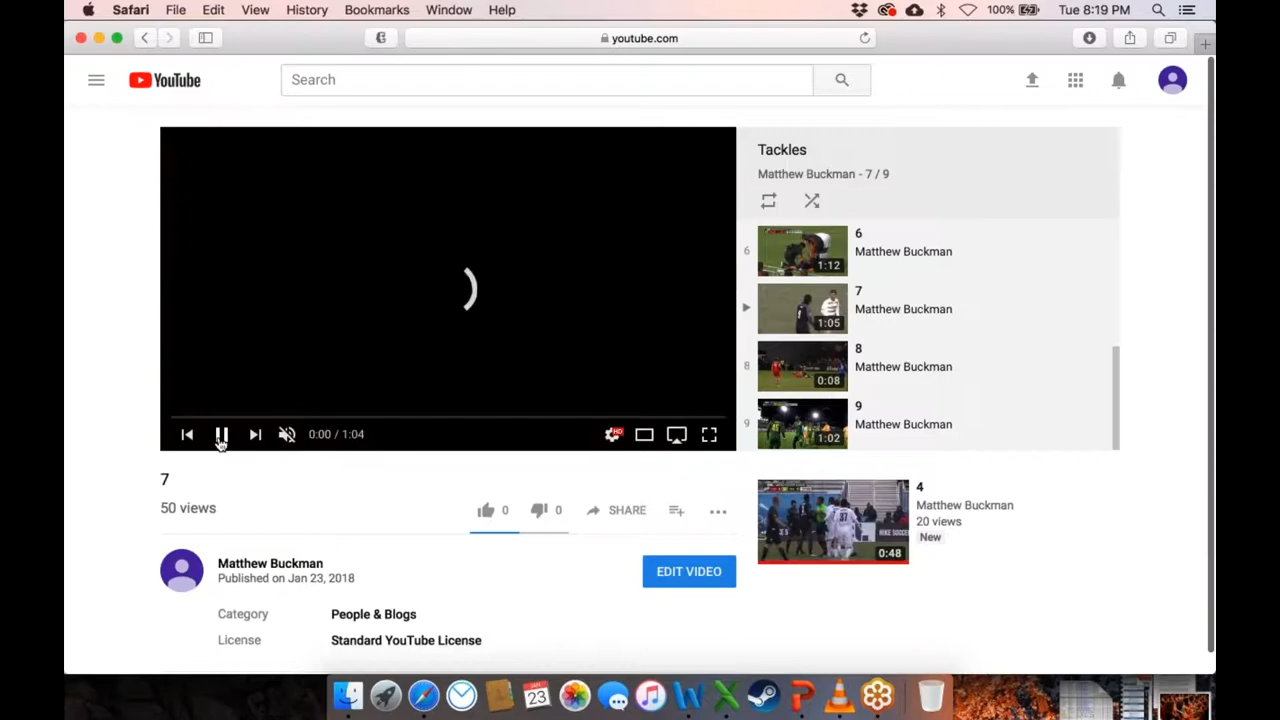 Safari File Edit View History Bookmarks Window Help 100% Tue 8:19 PM
youtube.com
YouTube Search
Tackles
Matthew Buckman - 7 / 9
6
6 Matthew Buckman
1:12
7
Matthew Buckman
1:05
8
8 Matthew Buckman
0:08
9
9 Matthew Buckman
1:02
0:00 / 1:04 HD
7
50 views 0 0 SHARE
4
Matthew Buckman
20 views
New
0:48
Matthew Buckman
Published on Jan 23, 2018
EDIT VIDEO
Category People & Blogs
License Standard YouTube License
JAN
23